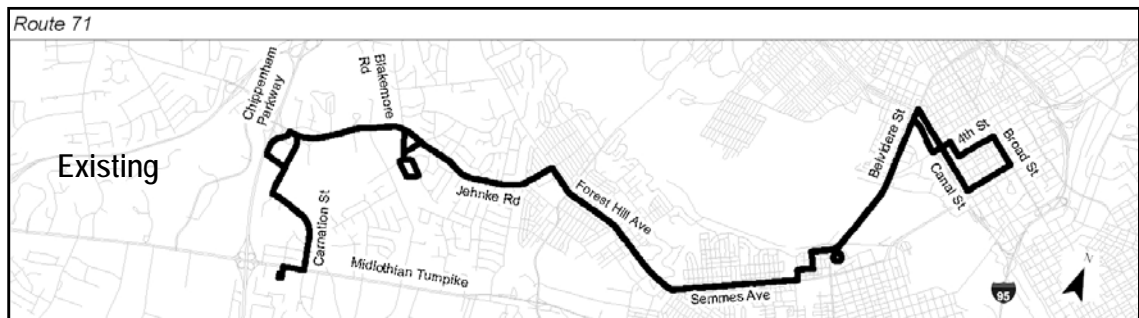 Route 71
Chippenham
Parkway
Blakemore
Rd
Existing
Carnation St
Midlothian Turnpike
Jahnke Rd
Forest Hill Ave
Semmes Ave
Belvidere St
Canal St
4th St
Broad St
95
N